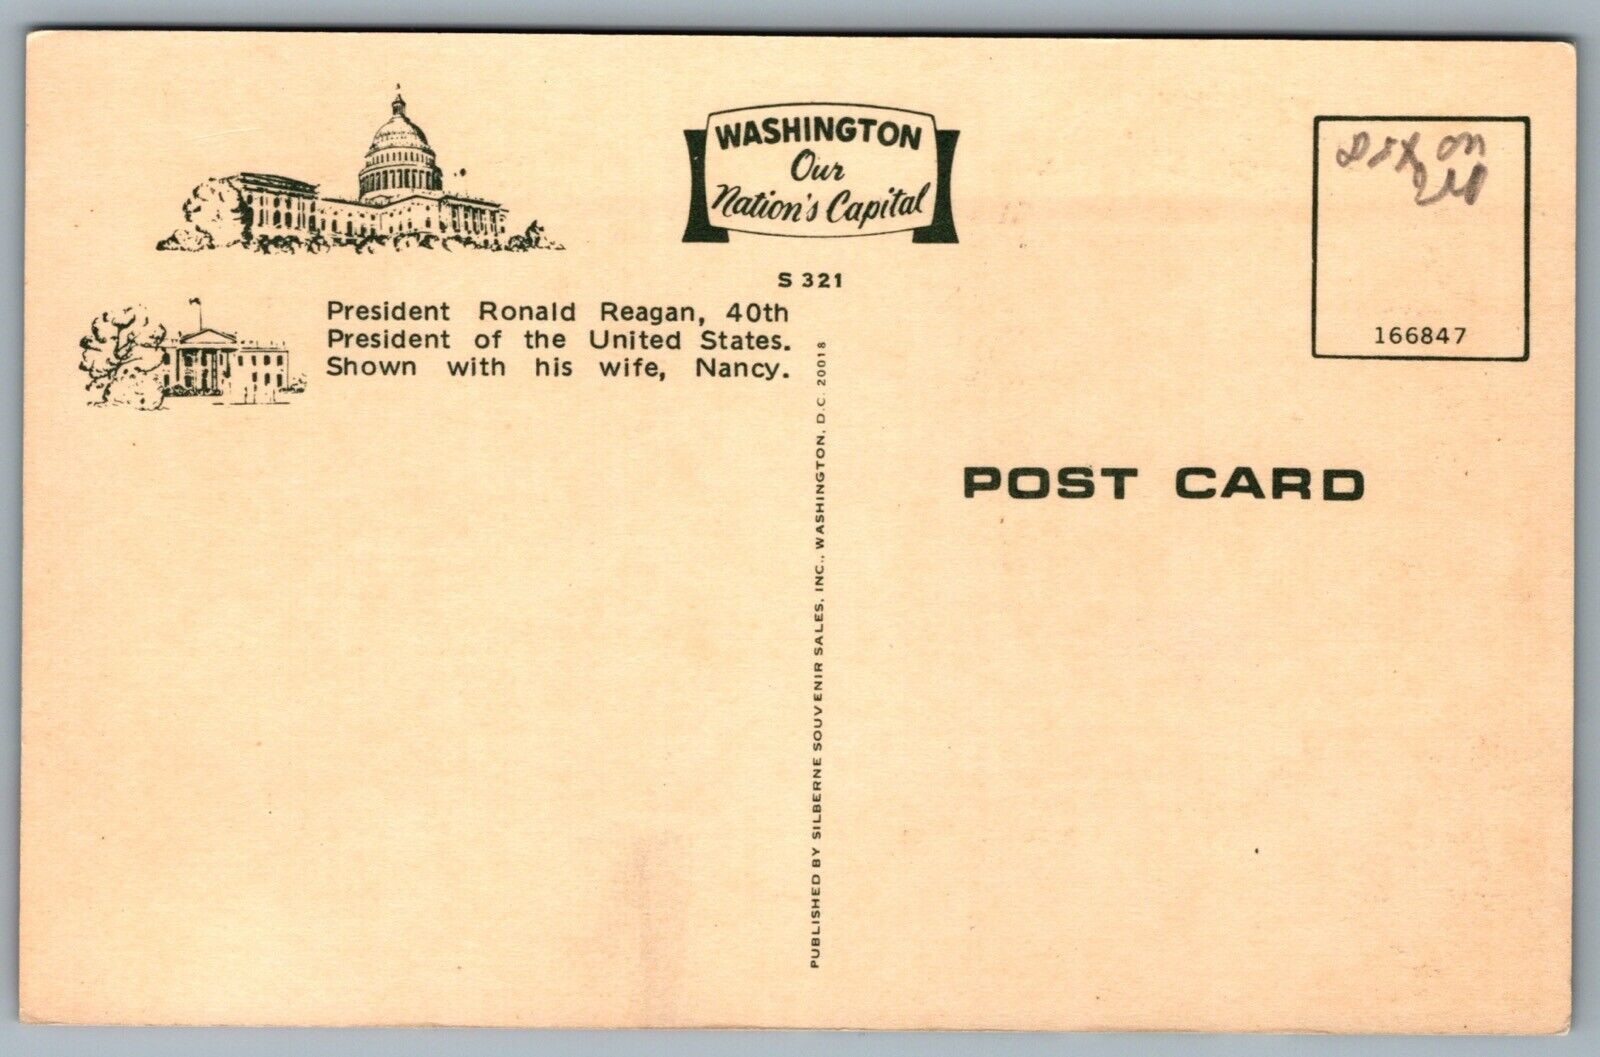 WASHINGTON
Our
Nation's Capital
S 321
President Ronald Reagan, 40th
President of the United States.
Shown with his wife, Nancy.
PUBLISHED BY SILBERNE SOUVENIR SALES, INC., WASHINGTON, D.C. 20018
on
166847
POST CARD